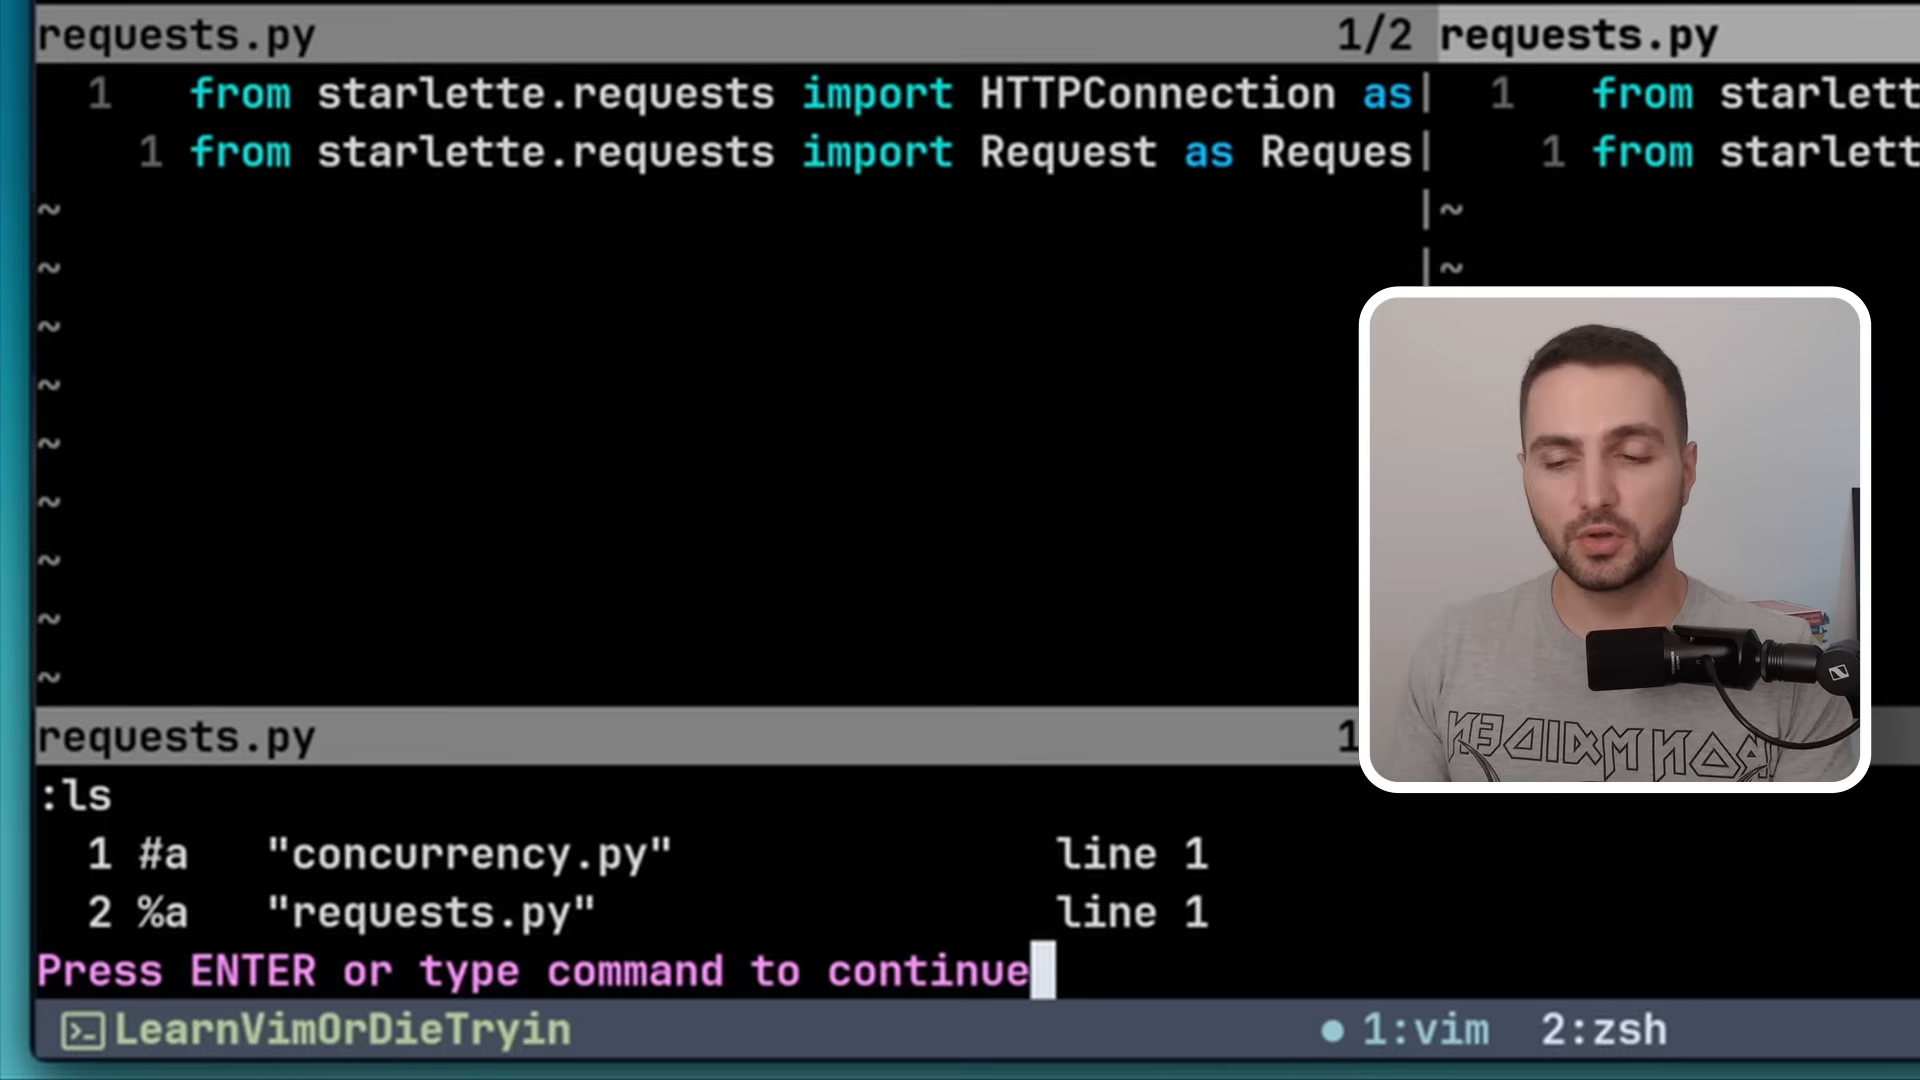 requests.py 1/2 requests.py
1 from starlette.requests import HTTPConnection as 1 from starlett
1 from starlette.requests import Request as Reques 1 from starlett
~ ~
~ ~
~
~
~
~
~
~
~
requests.py 1
:ls
1 #a "concurrency.py" line 1
2 %a "requests.py" line 1
Press ENTER or type command to continue
LearnVimOrDieTryin 1:vim 2:zsh